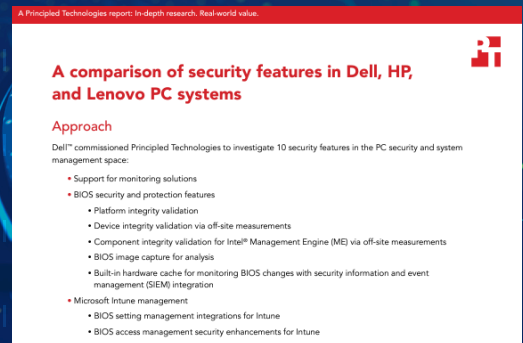 A Principled Technologies report: In-depth research. Real-world value.
PT
A comparison of security features in Dell, HP,
and Lenovo PC systems
Approach
Dell™ commissioned Principled Technologies to investigate 10 security features in the PC security and system
management space:
• Support for monitoring solutions
• BIOS security and protection features
• Platform integrity validation
• Device integrity validation via off-site measurements
• Component integrity validation for Intel® Management Engine (ME) via off-site measurements
• BIOS image capture for analysis
• Built-in hardware cache for monitoring BIOS changes with security information and event
management (SIEM) integration
• Microsoft Intune management
• BIOS setting management integrations for Intune
• BIOS access management security enhancements for Intune